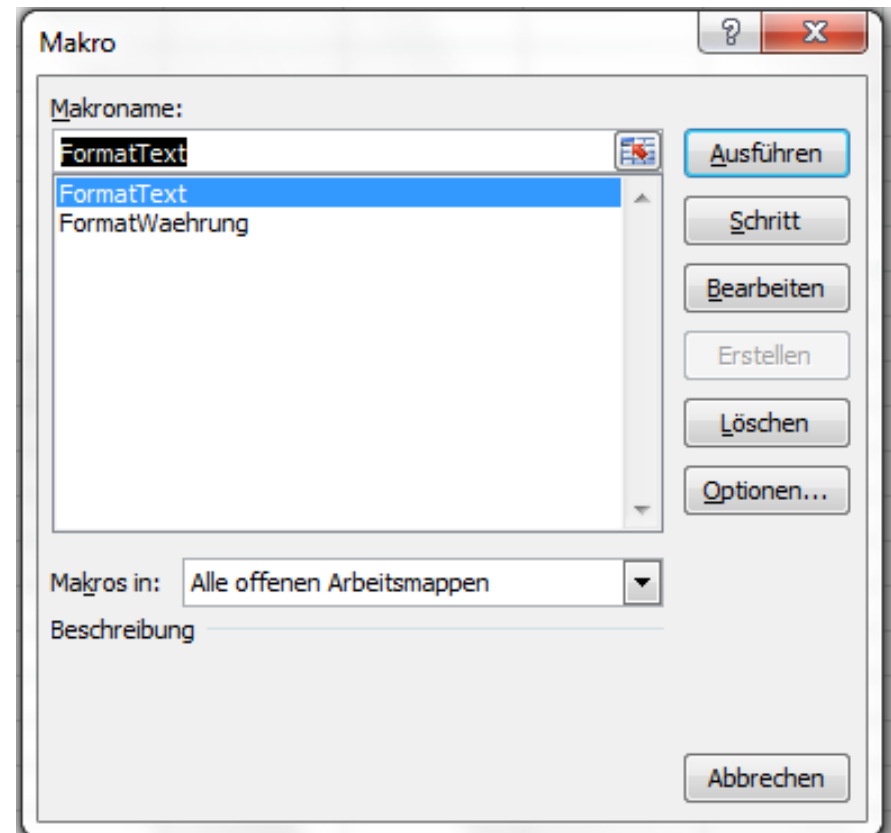 Makro
Makroname:
FormatText
FormatText
FormatWaehrung
Ausführen
Schritt
Bearbeiten
Erstellen
Löschen
Optionen...
Makros in: Alle offenen Arbeitsmappen
Beschreibung
Abbrechen